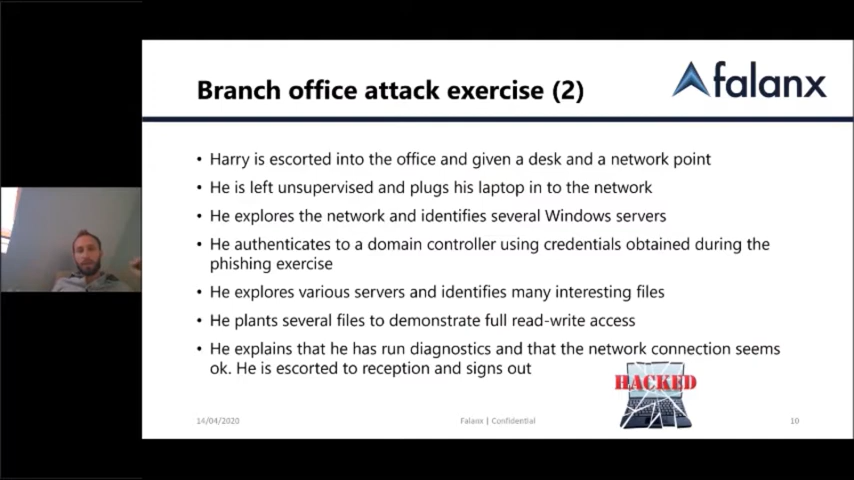 falanx
Branch office attack exercise (2)
• Harry is escorted into the office and given a desk and a network point
• He is left unsupervised and plugs his laptop in to the network
• He explores the network and identifies several Windows servers
• He authenticates to a domain controller using credentials obtained during the
phishing exercise
• He explores various servers and identifies many interesting files
• He plants several files to demonstrate full read-write access
• He explains that he has run diagnostics and that the network connection seems
ok. He is escorted to reception and signs out
HACKED
14/04/2020
Falanx | Confidential
10